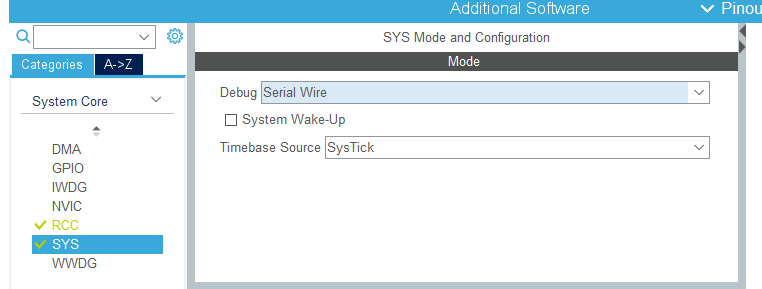 Additional Software
Pinou
SYS Mode and Configuration
Categories
A->Z
Mode
System Core
Debug
Serial Wire
System Wake-Up
Timebase Source
SysTick
DMA
GPIO
IWDG
NVIC
RCC
SYS
WWDG